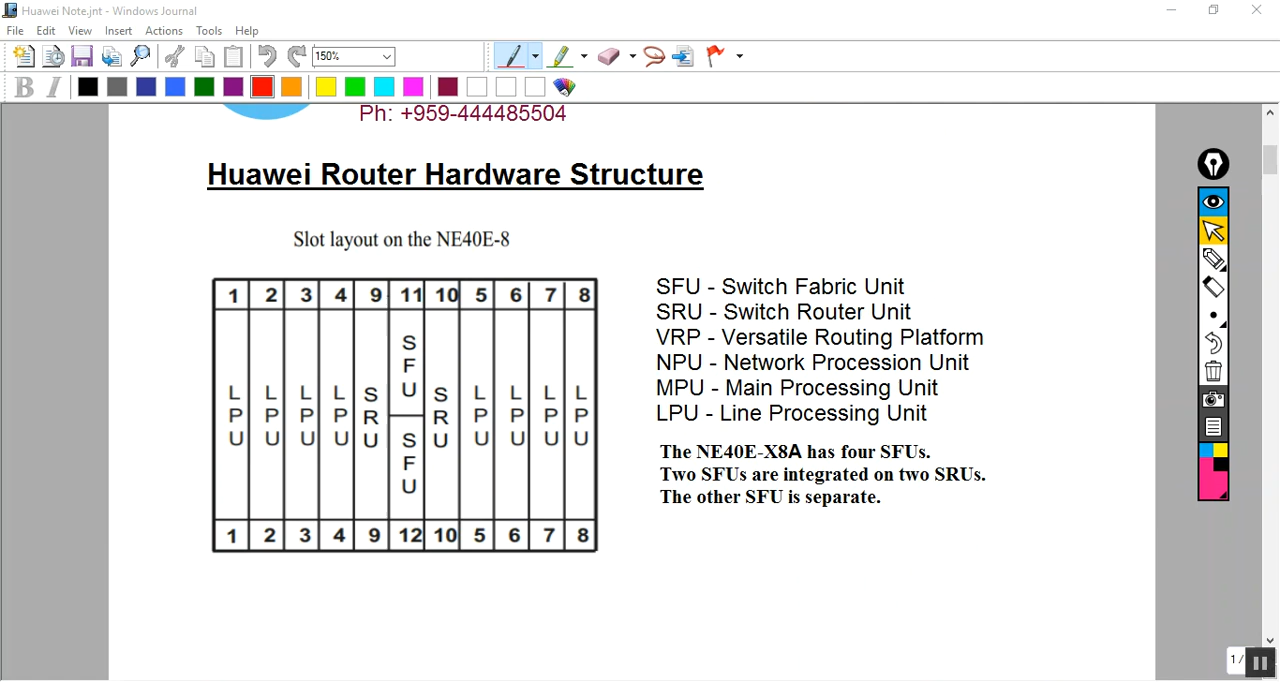 Huawei Note.jnt - Windows Journal
File Edit View Insert Actions Tools Help
150%
B I
Ph: +959-444485504
Huawei Router Hardware Structure
Slot layout on the NE40E-8
1 2 3 4 9 11 10 5 6 7 8
LPU LPU LPU LPU SRU SFU SFU SRU LPU LPU LPU LPU
1 2 3 4 9 12 10 5 6 7 8
SFU - Switch Fabric Unit
SRU - Switch Router Unit
VRP - Versatile Routing Platform
NPU - Network Procession Unit
MPU - Main Processing Unit
LPU - Line Processing Unit
The NE40E-X8A has four SFUs.
Two SFUs are integrated on two SRUs.
The other SFU is separate.
1 /